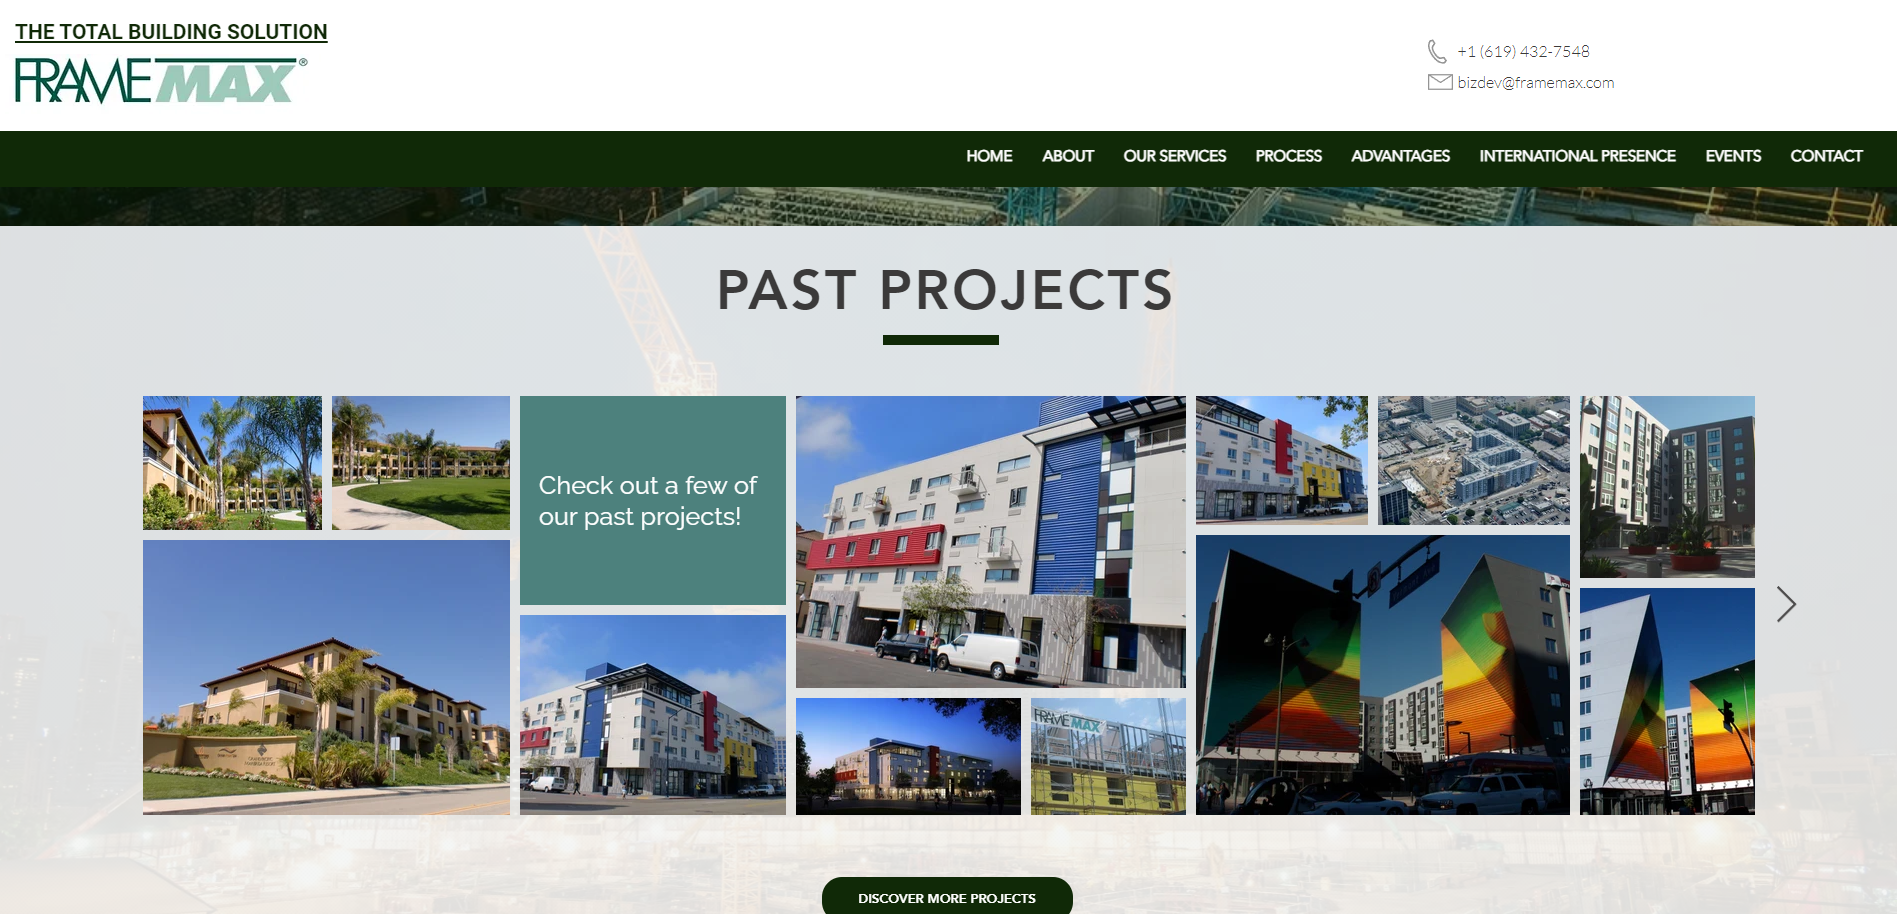 THE TOTAL BUILDING SOLUTION
FRAMEMAX®
+1 (619) 432-7548
bizdev@framemax.com
HOME ABOUT OUR SERVICES PROCESS ADVANTAGES INTERNATIONAL PRESENCE EVENTS CONTACT
PAST PROJECTS
Check out a few of
our past projects!
FRAMEMAX
DISCOVER MORE PROJECTS